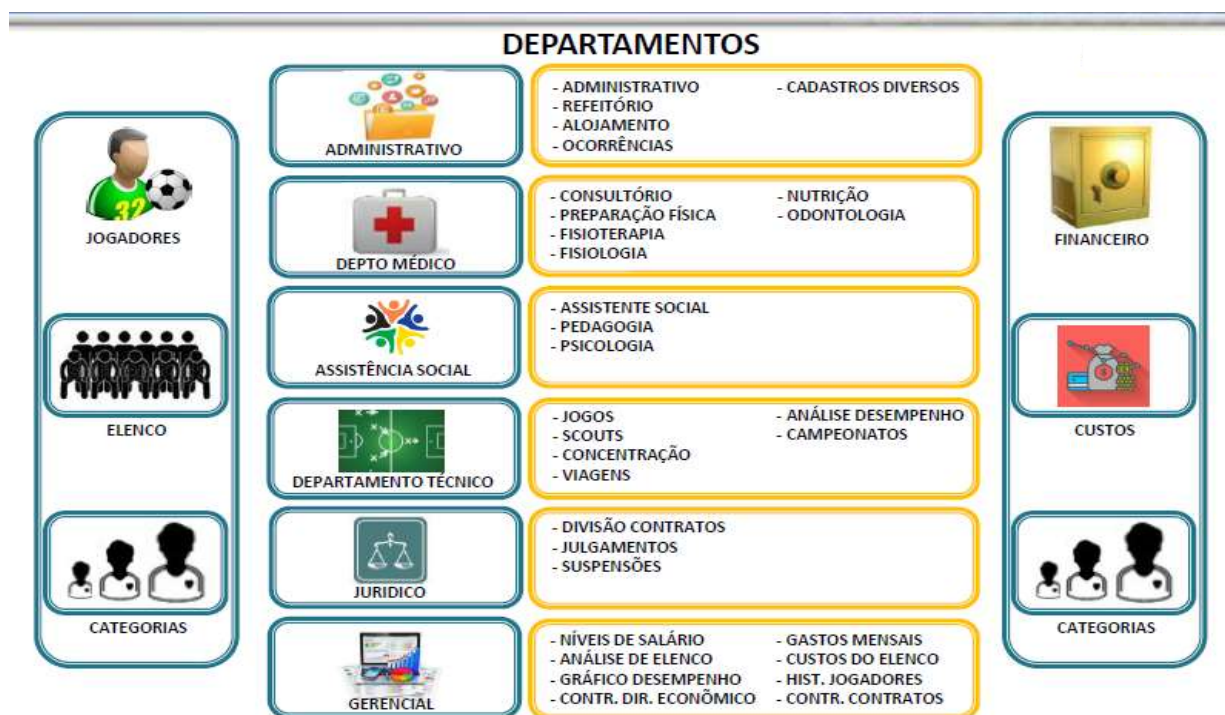 DEPARTAMENTOS
32
JOGADORES
ELENCO
CATEGORIAS
ADMINISTRATIVO
- ADMINISTRATIVO
- REFEITÓRIO
- ALOJAMENTO
- OCORRÊNCIAS
- CADASTROS DIVERSOS
DEPTO MÉDICO
- CONSULTÓRIO
- PREPARAÇÃO FÍSICA
- FISIOTERAPIA
- FISIOLOGIA
- NUTRIÇÃO
- ODONTOLOGIA
ASSISTÊNCIA SOCIAL
- ASSISTENTE SOCIAL
- PEDAGOGIA
- PSICOLOGIA
DEPARTAMENTO TÉCNICO
- JOGOS
- SCOUTS
- CONCENTRAÇÃO
- VIAGENS
- ANÁLISE DESEMPENHO
- CAMPEONATOS
JURIDICO
- DIVISÃO CONTRATOS
- JULGAMENTOS
- SUSPENSÕES
GERENCIAL
- NÍVEIS DE SALÁRIO
- ANÁLISE DE ELENCO
- GRÁFICO DESEMPENHO
- CONTR. DIR. ECONÕMICO
- GASTOS MENSAIS
- CUSTOS DO ELENCO
- HIST. JOGADORES
- CONTR. CONTRATOS
FINANCEIRO
$
CUSTOS
CATEGORIAS